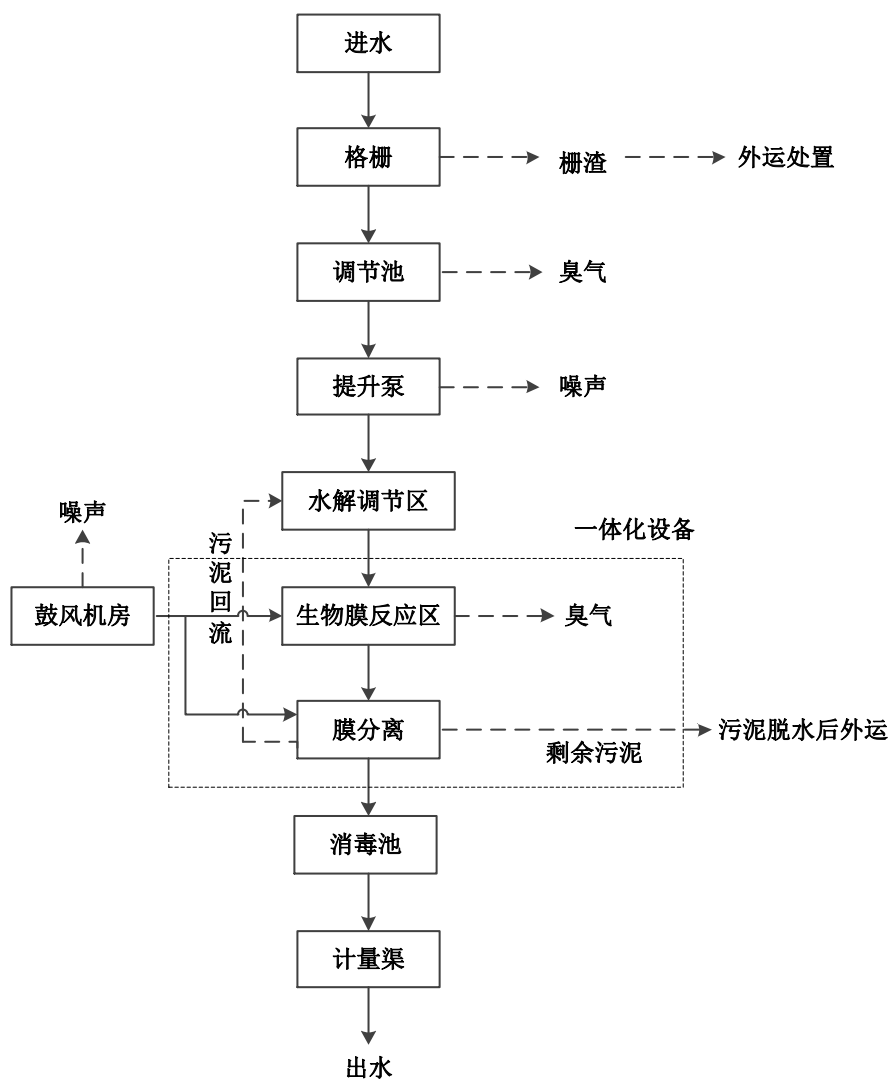 进水
格栅
栅渣
外运处置
调节池
臭气
提升泵
噪声
水解调节区
噪声
一体化设备
污泥回流
鼓风机房
生物膜反应区
臭气
膜分离
污泥脱水后外运
剩余污泥
消毒池
计量渠
出水